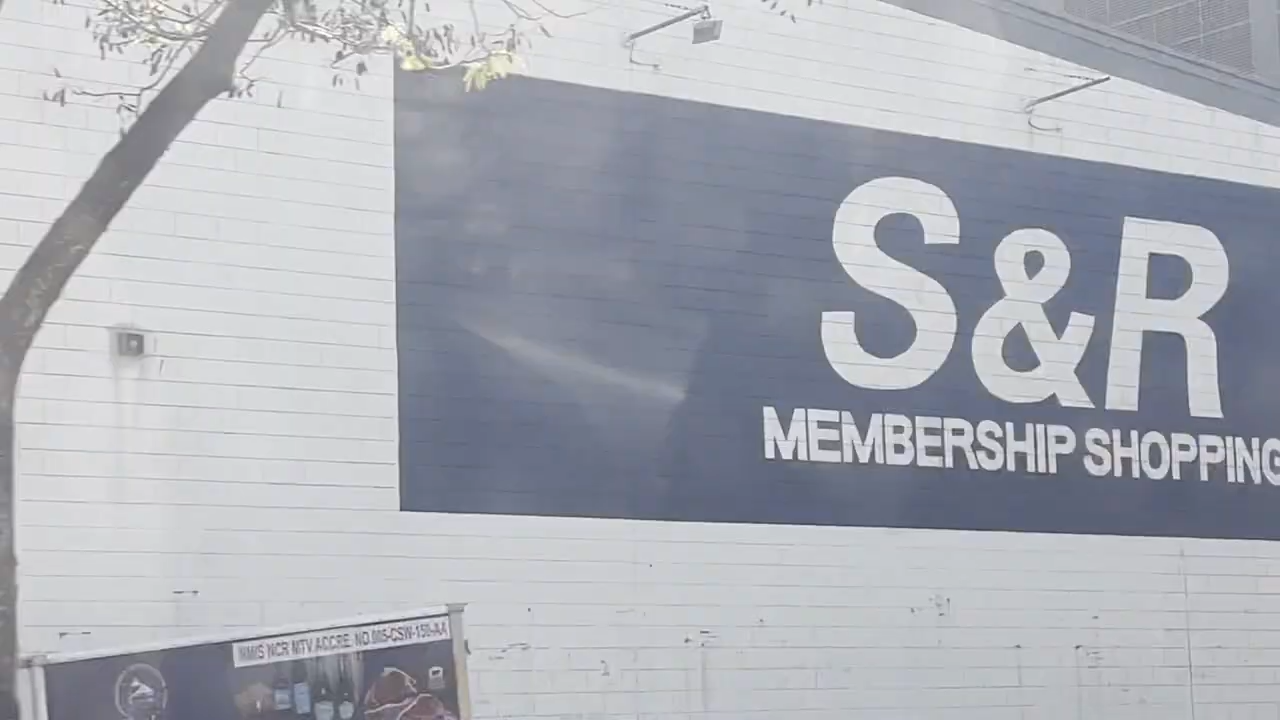 S&R
MEMBERSHIP SHOPPING
NMIS NCR MTV ACCRE. NO.005-CSW-150-AA